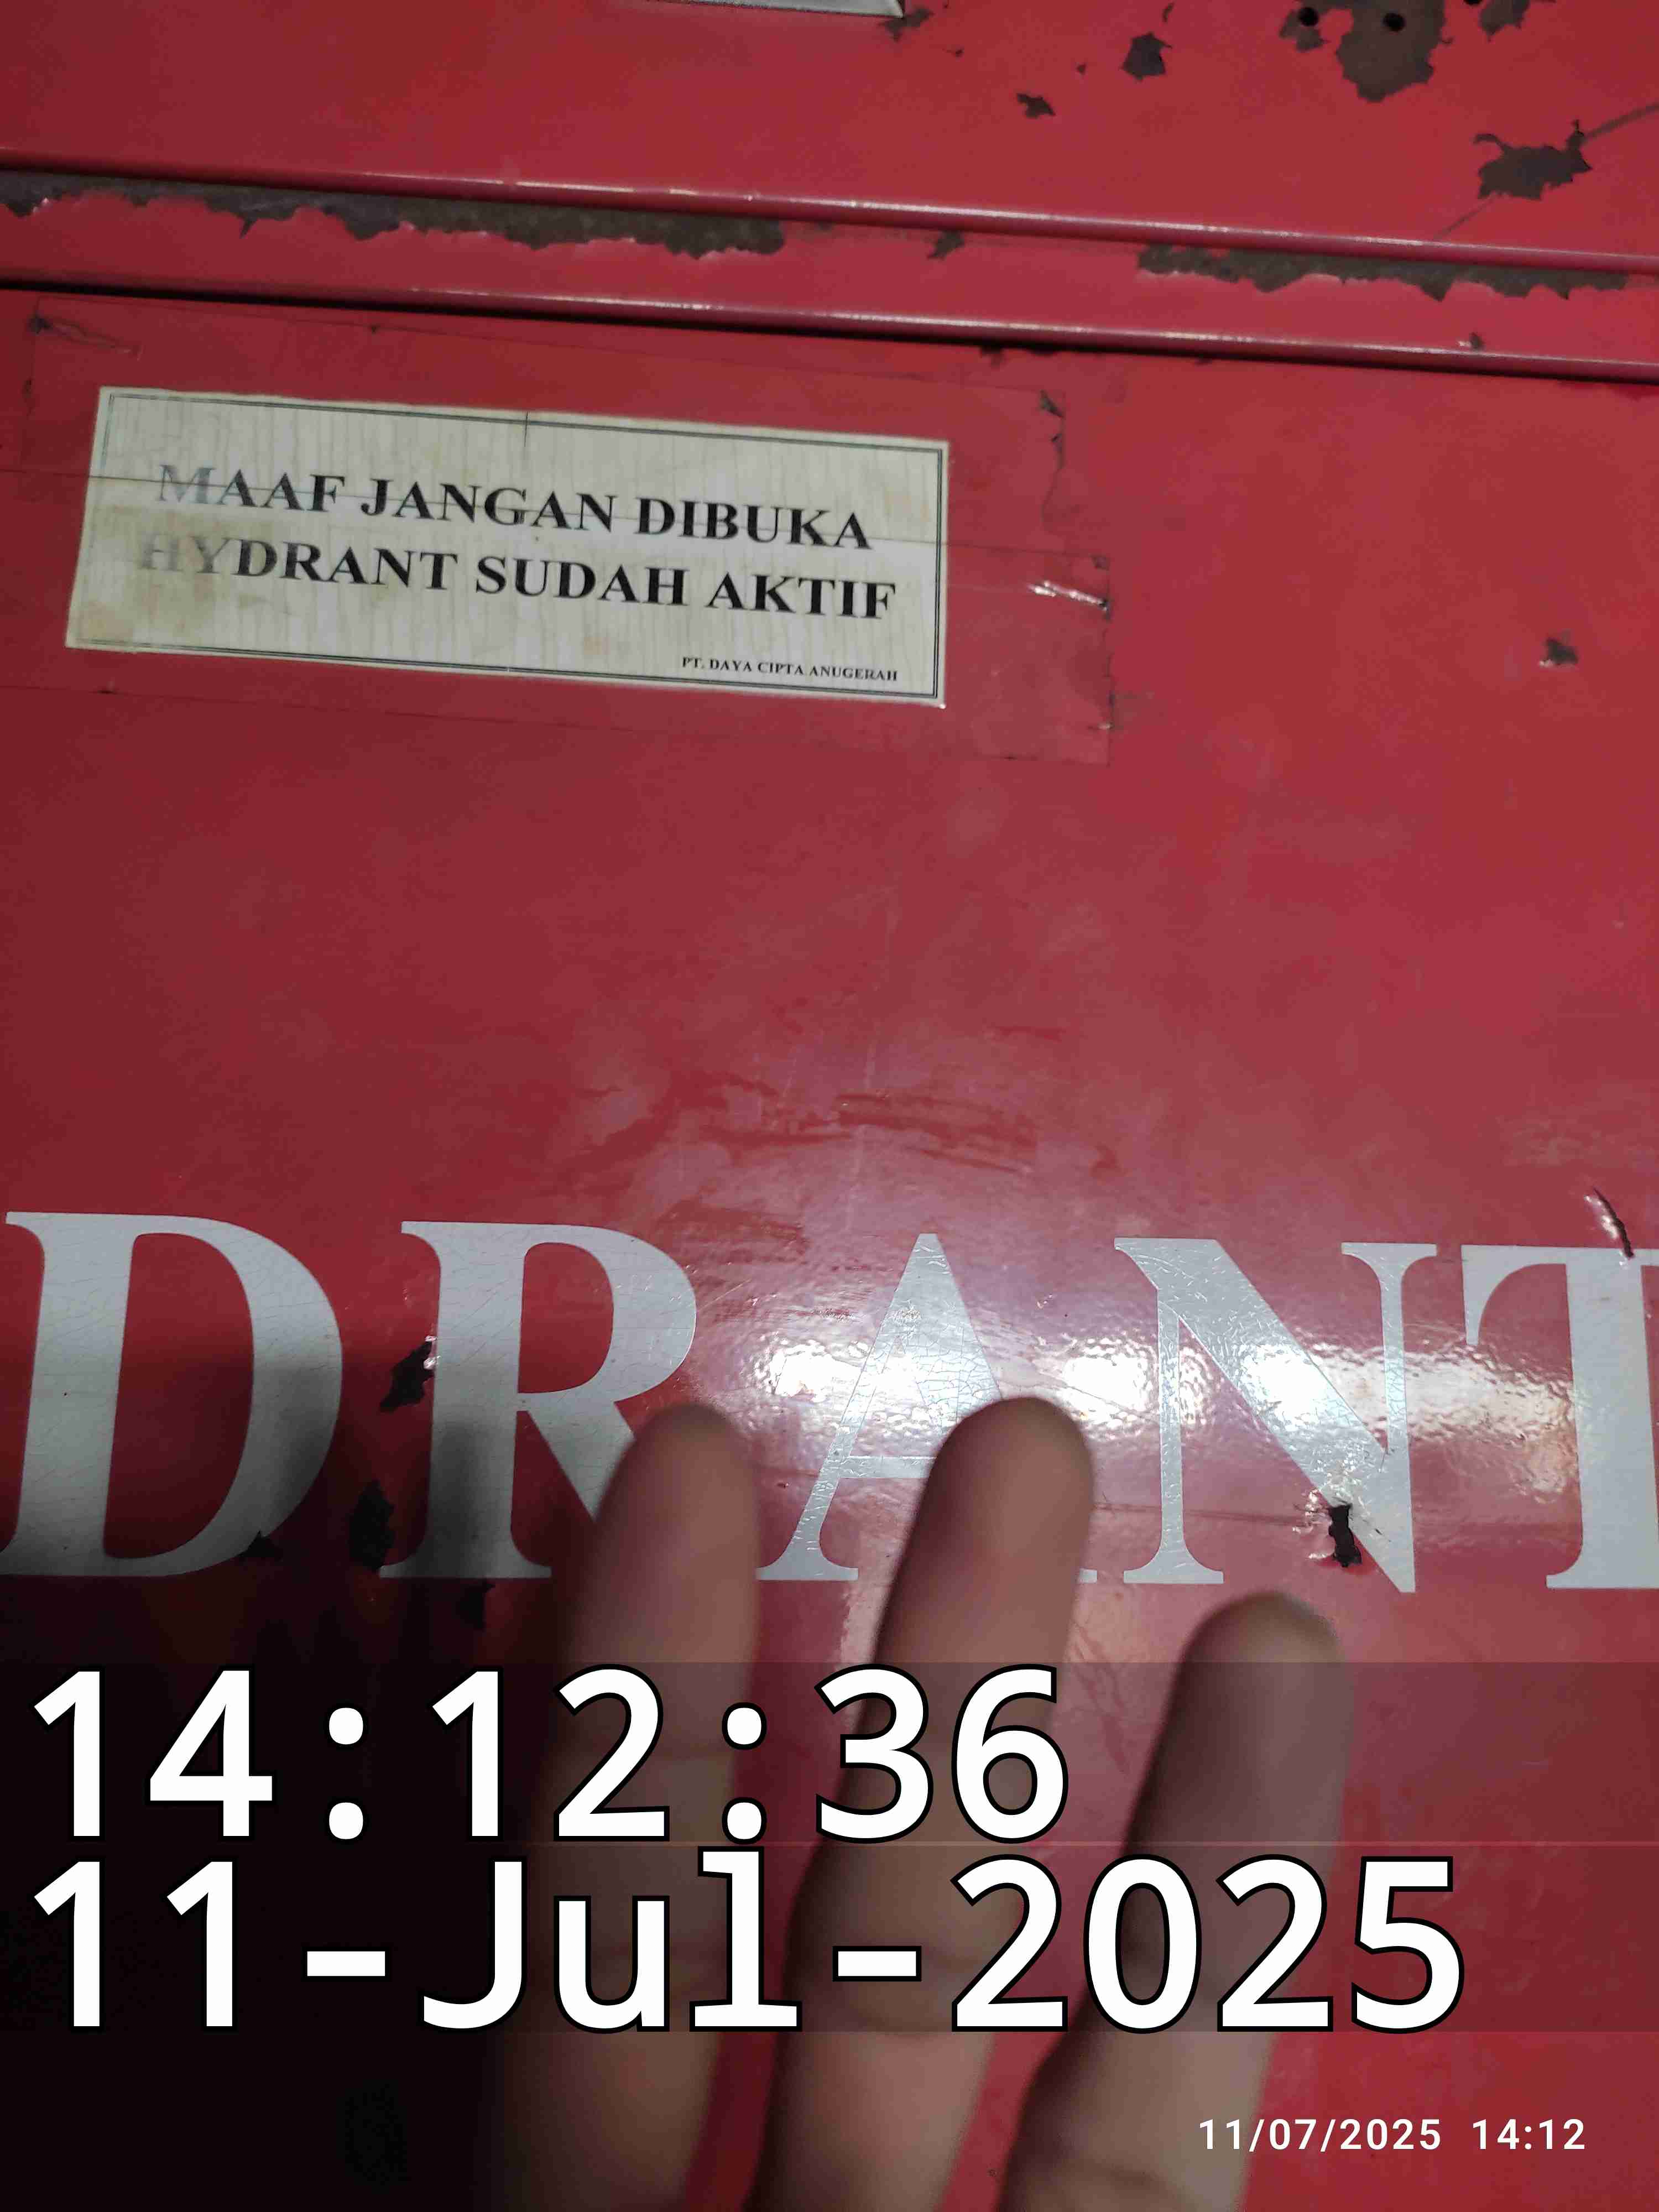 MAAF JANGAN DIBUKA
HYDRANT SUDAH AKTIF
PT. DAYA CIPTA ANUGERAH
DRANT
14:12:36
11-Jul-2025
11/07/2025 14:12